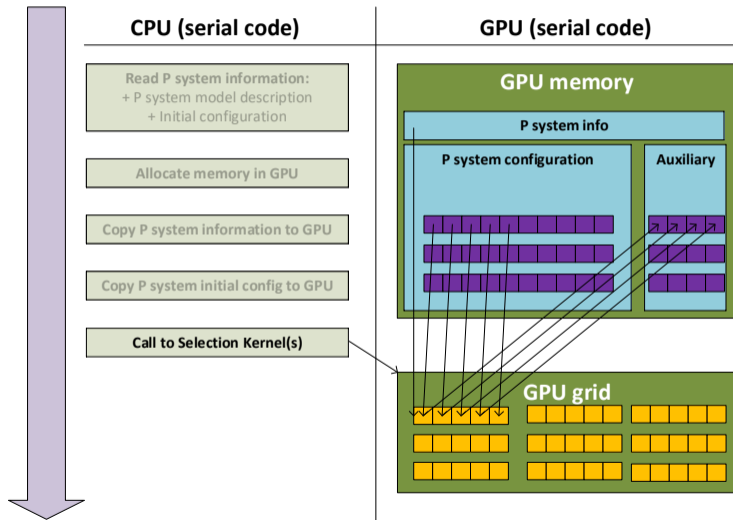 CPU (serial code)
GPU (serial code)
Read P system information:
+ P system model description
+ Initial configuration
Allocate memory in GPU
Copy P system information to GPU
Copy P system initial config to GPU
Call to Selection Kernel(s)
GPU memory
P system info
P system configuration
Auxiliary
GPU grid